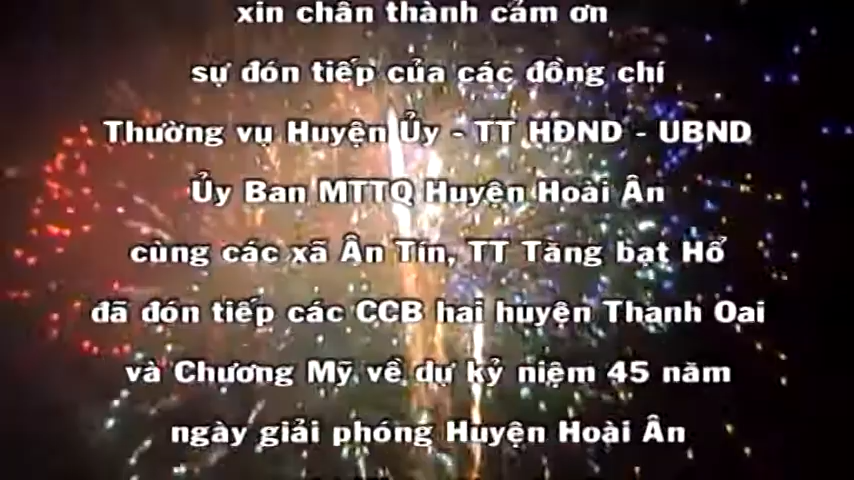 xin chân thành cảm ơn
sự đón tiếp của các đồng chí
Thường vụ Huyện Ủy - TT HĐND - UBND
Ủy Ban MTTQ Huyện Hoài Ân
cùng các xã Ân Tín, TT Tăng bạt Hổ
đã đón tiếp các CCB hai huyện Thanh Oai
và Chương Mỹ về dự kỷ niệm 45 năm
ngày giải phóng Huyện Hoài Ân